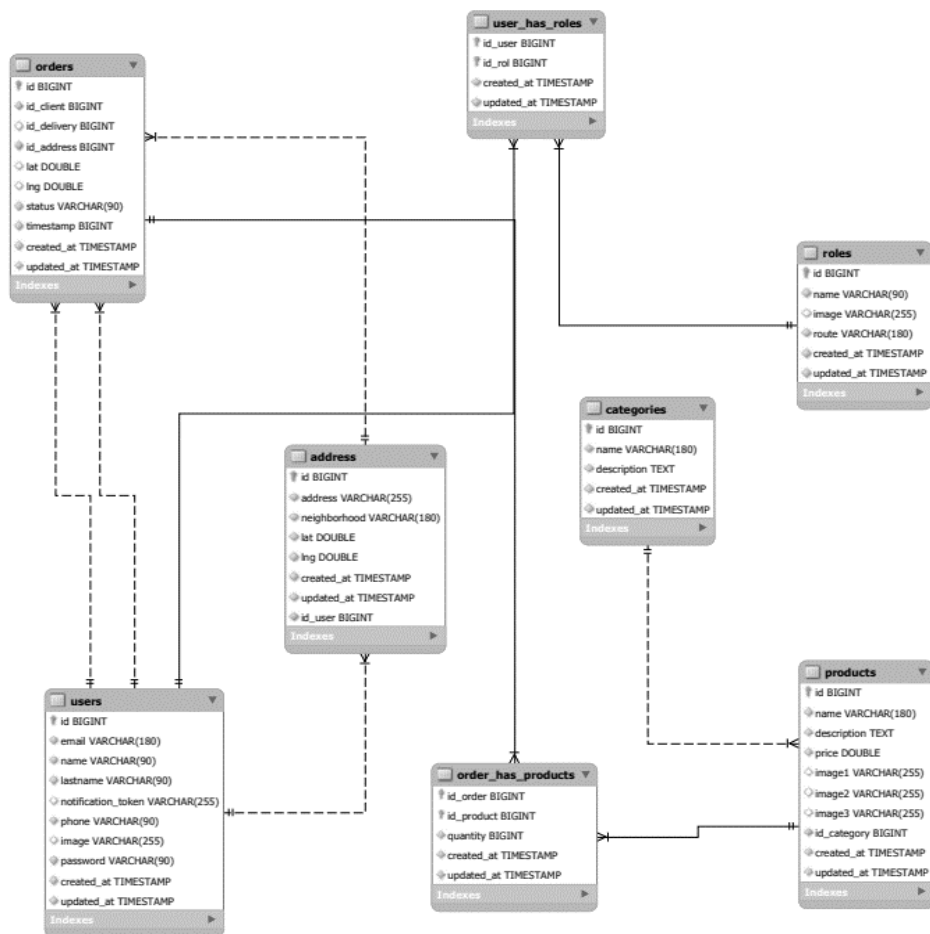 user_has_roles
id_user BIGINT
id_rol BIGINT
created_at TIMESTAMP
updated_at TIMESTAMP
Indexes
orders
id BIGINT
id_client BIGINT
id_delivery BIGINT
id_address BIGINT
lat DOUBLE
lng DOUBLE
status VARCHAR(90)
timestamp BIGINT
created_at TIMESTAMP
updated_at TIMESTAMP
Indexes
roles
id BIGINT
name VARCHAR(90)
image VARCHAR(255)
route VARCHAR(180)
created_at TIMESTAMP
updated_at TIMESTAMP
Indexes
categories
id BIGINT
name VARCHAR(180)
description TEXT
created_at TIMESTAMP
updated_at TIMESTAMP
Indexes
address
id BIGINT
address VARCHAR(255)
neighborhood VARCHAR(180)
lat DOUBLE
lng DOUBLE
created_at TIMESTAMP
updated_at TIMESTAMP
id_user BIGINT
Indexes
users
id BIGINT
email VARCHAR(180)
name VARCHAR(90)
lastname VARCHAR(90)
notification_token VARCHAR(255)
phone VARCHAR(90)
image VARCHAR(255)
password VARCHAR(90)
created_at TIMESTAMP
updated_at TIMESTAMP
Indexes
order_has_products
id_order BIGINT
id_product BIGINT
quantity BIGINT
created_at TIMESTAMP
updated_at TIMESTAMP
Indexes
products
id BIGINT
name VARCHAR(180)
description TEXT
price DOUBLE
image1 VARCHAR(255)
image2 VARCHAR(255)
image3 VARCHAR(255)
id_category BIGINT
created_at TIMESTAMP
updated_at TIMESTAMP
Indexes